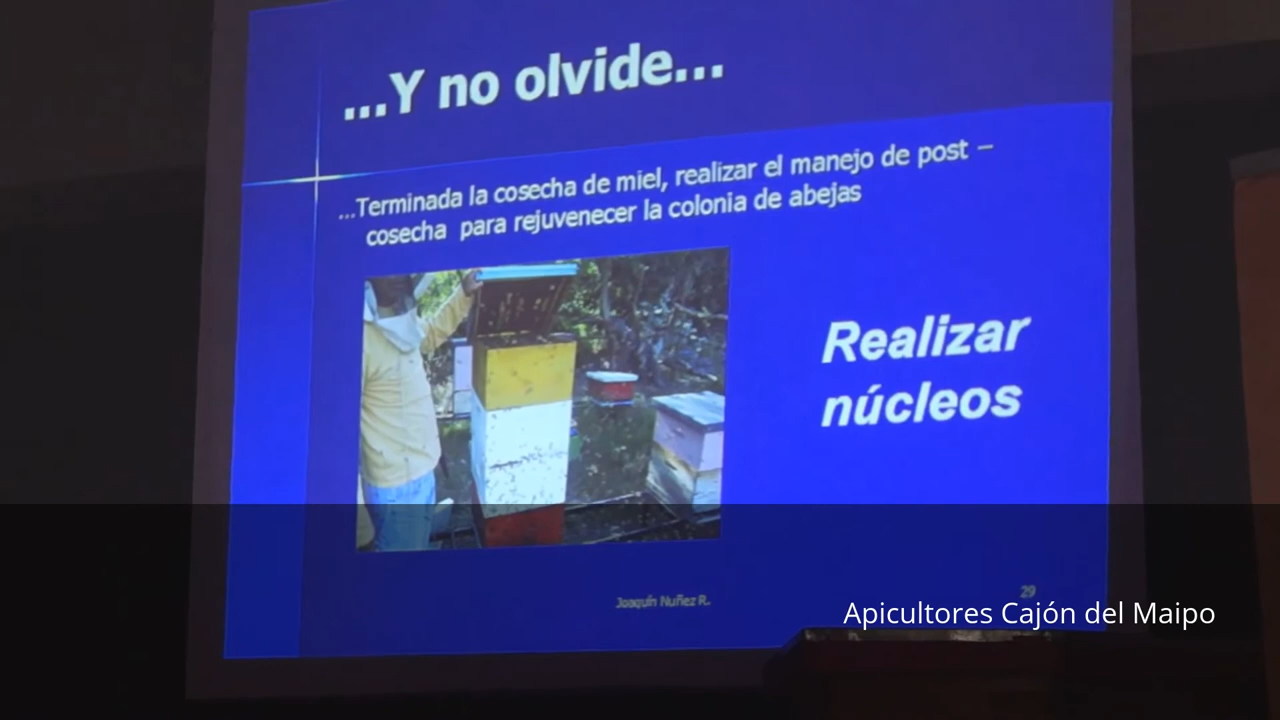 ...Y no olvide...
...Terminada la cosecha de miel, realizar el manejo de post –
cosecha para rejuvenecer la colonia de abejas
Realizar
núcleos
Joaquín Nuñez R.
29
Apicultores Cajón del Maipo